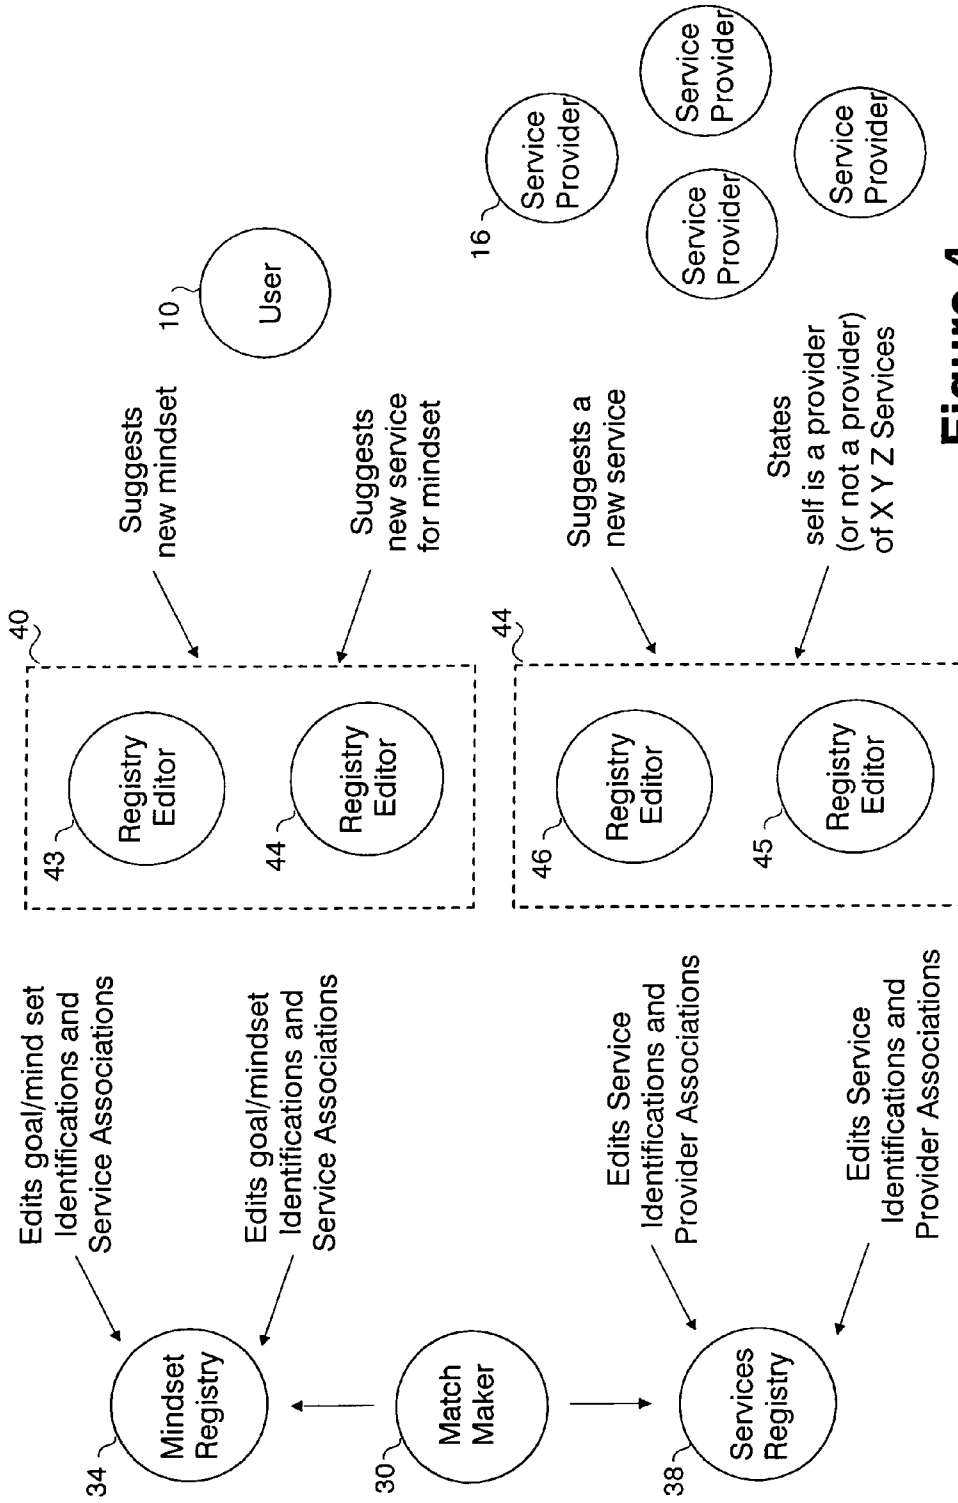 34
Mindset
Registry
30
Match
Maker
38
Services
Registry
Edits goal/mind set
Identifications and
Service Associations
Edits goal/mindset
Identifications and
Service Associations
Edits Service
Identifications and
Provider Associations
Edits Service
Identifications and
Provider Associations
40
43
Registry
Editor
44
Registry
Editor
44
46
Registry
Editor
45
Registry
Editor
Suggests
new mindset
Suggests
new service
for mindset
Suggests a
new service
States
self is a provider
(or not a provider)
of X Y Z Services
10
User
16
Service
Provider
Service
Provider
Service
Provider
Service
Provider
Figure 4